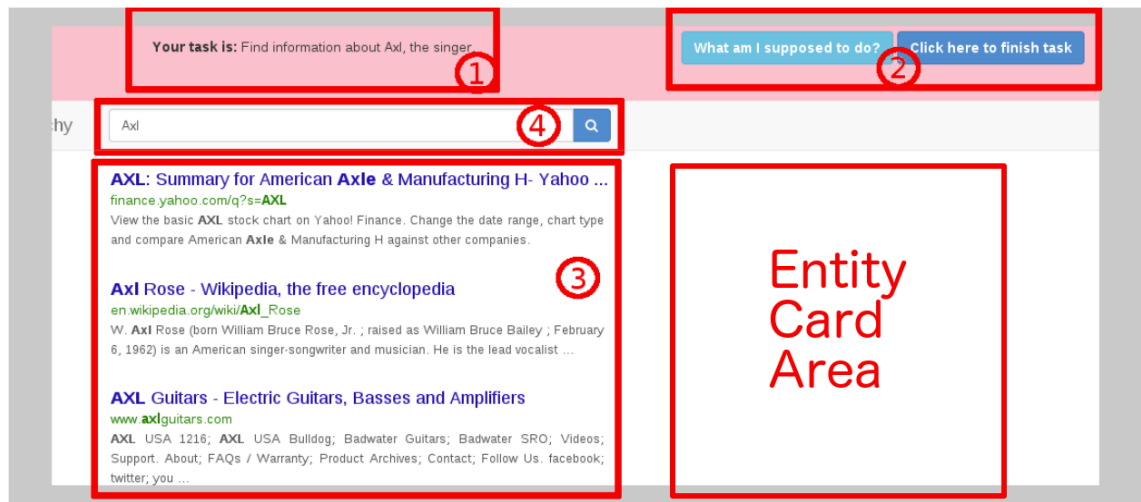 Your task is: Find information about Axl, the singer.
1
What am I supposed to do?
Click here to finish task
2
hy
Axl
4
AXL: Summary for American Axle & Manufacturing H- Yahoo ...
finance.yahoo.com/q?s=AXL
View the basic AXL stock chart on Yahoo! Finance. Change the date range, chart type
and compare American Axle & Manufacturing H against other companies.
3
Axl Rose - Wikipedia, the free encyclopedia
en.wikipedia.org/wiki/Axl_Rose
W. Axl Rose (born William Bruce Rose, Jr. ; raised as William Bruce Bailey ; February
6, 1962) is an American singer-songwriter and musician. He is the lead vocalist ...
AXL Guitars - Electric Guitars, Basses and Amplifiers
www.axlguitars.com
AXL USA 1216; AXL USA Bulldog; Badwater Guitars; Badwater SRO; Videos;
Support. About; FAQs / Warranty; Product Archives; Contact; Follow Us. facebook;
twitter; you ...
Entity
Card
Area